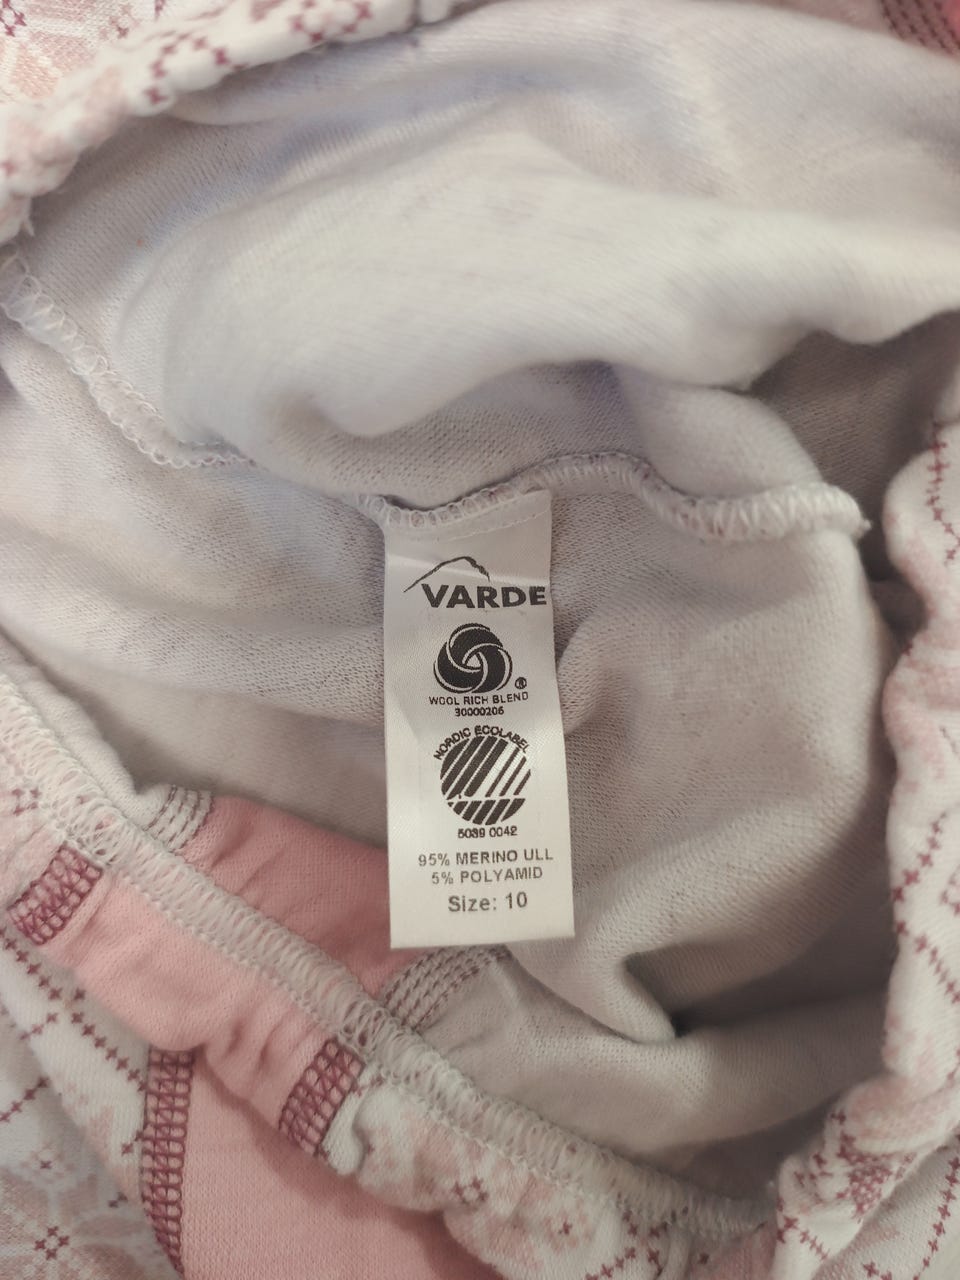 VARDE
®
WOOL RICH BLEND
30000206
NORDIC ECOLABEL
5039 0042
95% MERINO ULL
5% POLYAMID
Size: 10